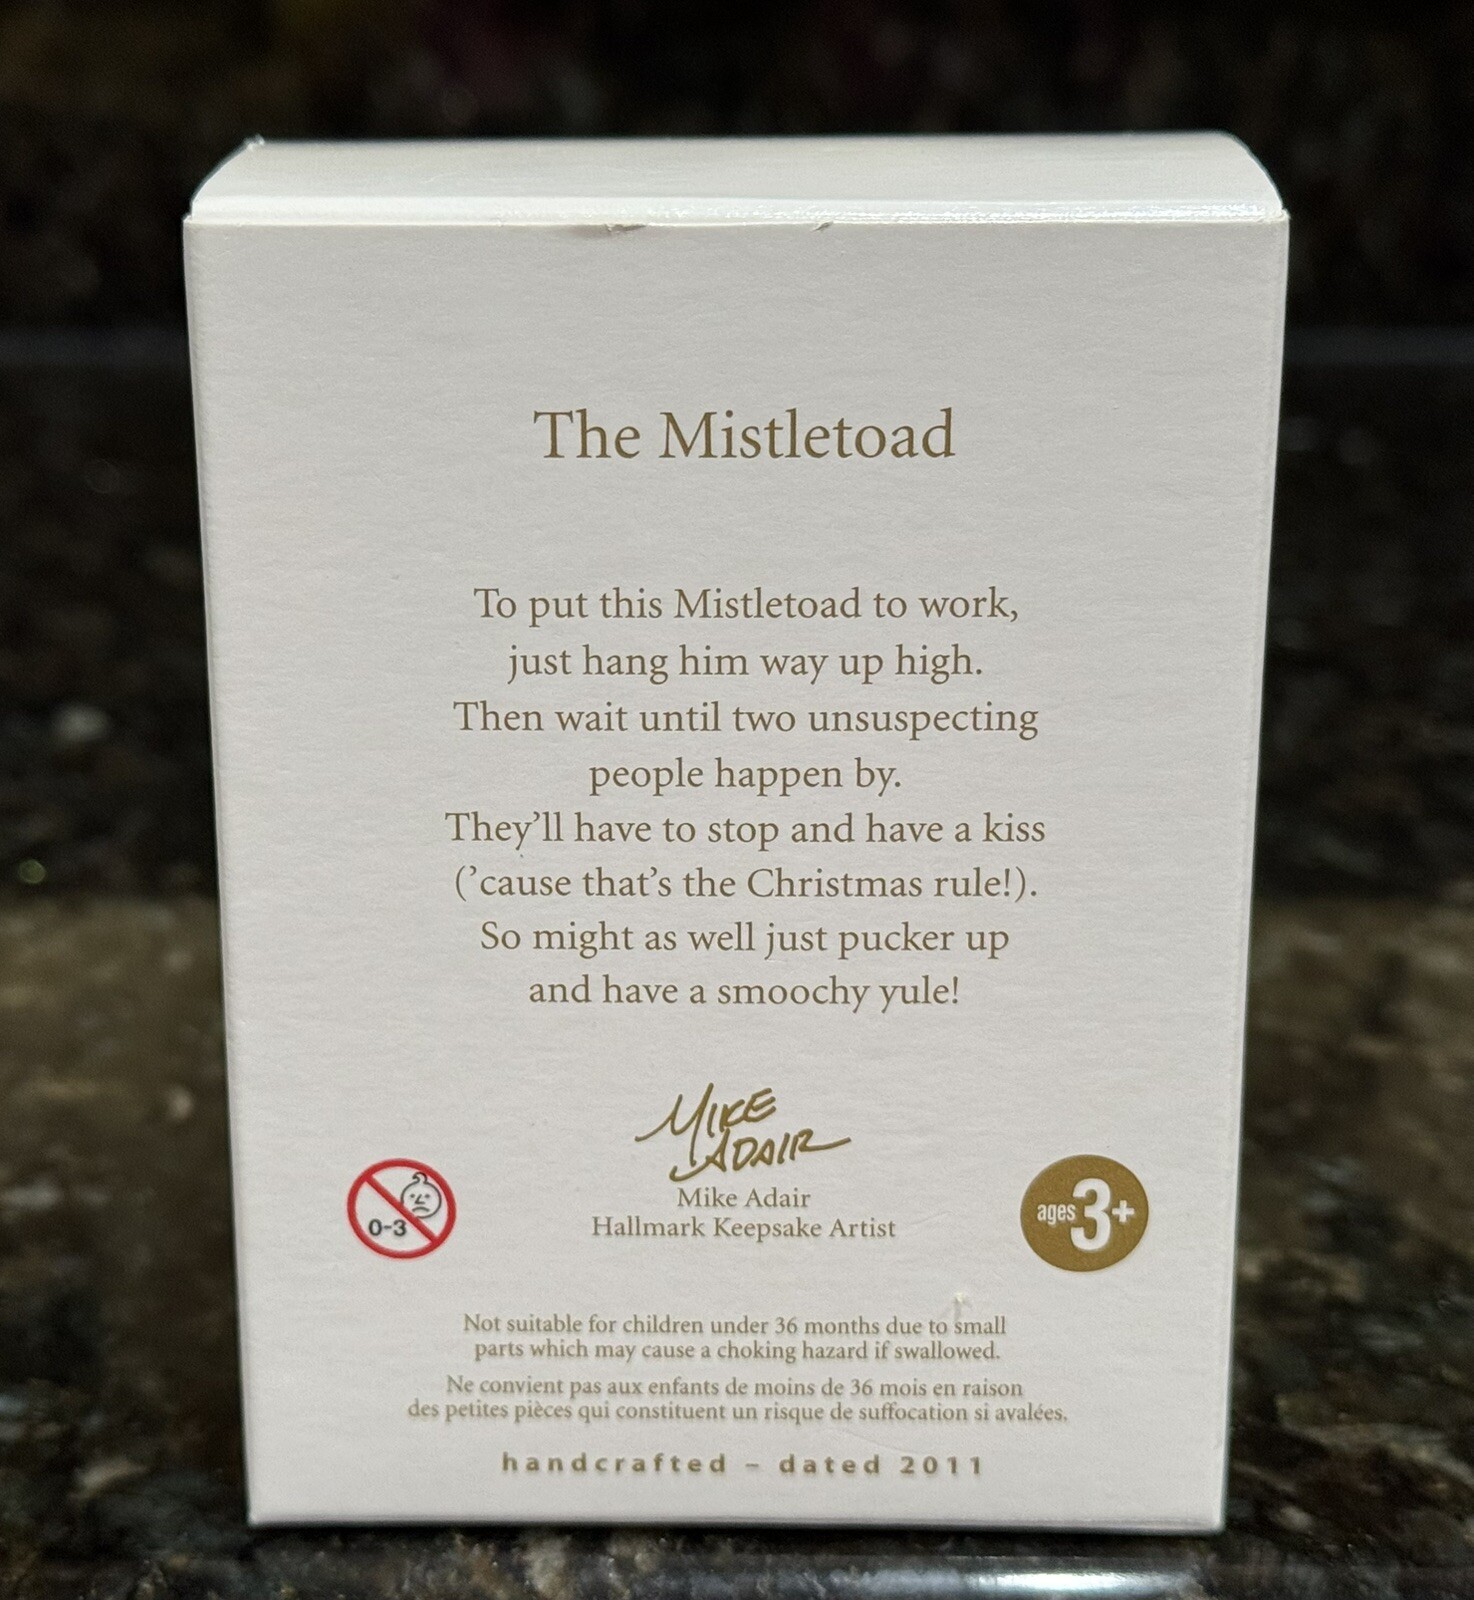 The Mistletoad
To put this Mistletoad to work,
just hang him way up high.
Then wait until two unsuspecting
people happen by.
They’ll have to stop and have a kiss
(’cause that’s the Christmas rule!).
So might as well just pucker up
and have a smoochy yule!
MIKE
ADAIR
Mike Adair
Hallmark Keepsake Artist
0-3
ages 3+
Not suitable for children under 36 months due to small
parts which may cause a choking hazard if swallowed.
Ne convient pas aux enfants de moins de 36 mois en raison
des petites pièces qui constituent un risque de suffocation si avalées.
handcrafted – dated 2011